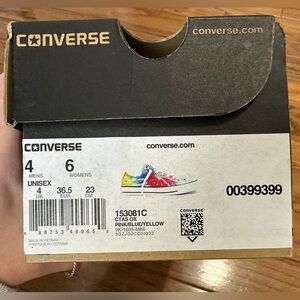 CONVERSE
converse.com
CONVERSE
converse.com
4 6
MENS WOMENS
UNISEX
4 36.5 23
UK EUR CM
00399399
153081C
CTAS OX
PINK/BLUE/YELLOW
MADE IN VIETNAM